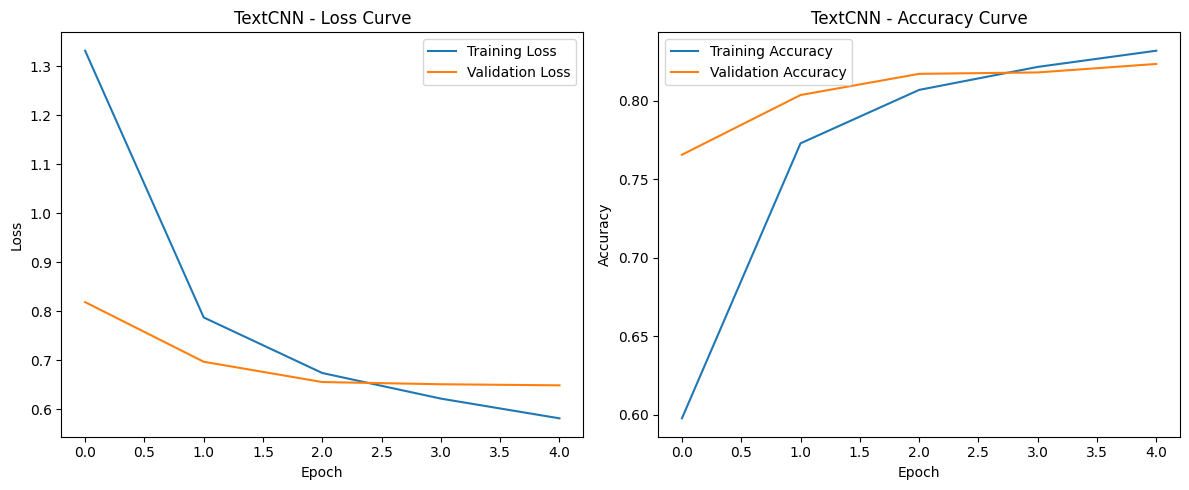 TextCNN - Loss Curve
Training Loss
Validation Loss
1.3
1.2
1.1
1.0
0.9
0.8
0.7
0.6
Loss
0.0 0.5 1.0 1.5 2.0 2.5 3.0 3.5 4.0
Epoch
TextCNN - Accuracy Curve
Training Accuracy
Validation Accuracy
0.80
0.75
0.70
0.65
0.60
Accuracy
0.0 0.5 1.0 1.5 2.0 2.5 3.0 3.5 4.0
Epoch